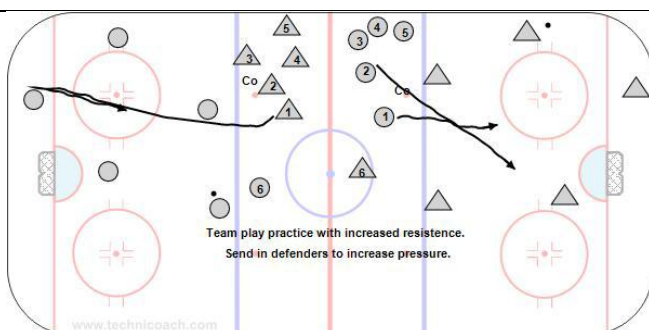 5
4
5
3
3
4
2
Co
2
Co
1
1
6
6
Team play practice with increased resistence.
Send in defenders to increase pressure.
www.technicoach.com